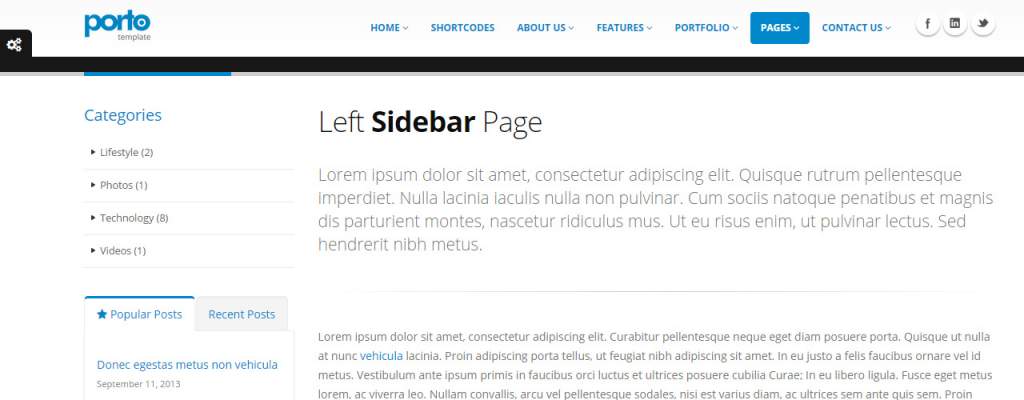 porto
template
HOME
SHORTCODES
ABOUT US
FEATURES
PORTFOLIO
PAGES
CONTACT US
Categories
Lifestyle (2)
Photos (1)
Technology (8)
Videos (1)
Popular Posts
Recent Posts
Donec egestas metus non vehicula
September 11, 2013
Left Sidebar Page
Lorem ipsum dolor sit amet, consectetur adipiscing elit. Quisque rutrum pellentesque
imperdiet. Nulla lacinia iaculis nulla non pulvinar. Cum sociis natoque penatibus et magnis
dis parturient montes, nascetur ridiculus mus. Ut eu risus enim, ut pulvinar lectus. Sed
hendrerit nibh metus.
Lorem ipsum dolor sit amet, consectetur adipiscing elit. Curabitur pellentesque neque eget diam posuere porta. Quisque ut nulla
at nunc vehicula lacinia. Proin adipiscing porta tellus, ut feugiat nibh adipiscing sit amet. In eu justo a felis faucibus ornare vel id
metus. Vestibulum ante ipsum primis in faucibus orci luctus et ultrices posuere cubilia Curae; In eu libero ligula. Fusce eget metus
lorem, ac viverra leo. Nullam convallis, arcu vel pellentesque sodales, nisi est varius diam, ac ultrices sem ante quis sem. Proin